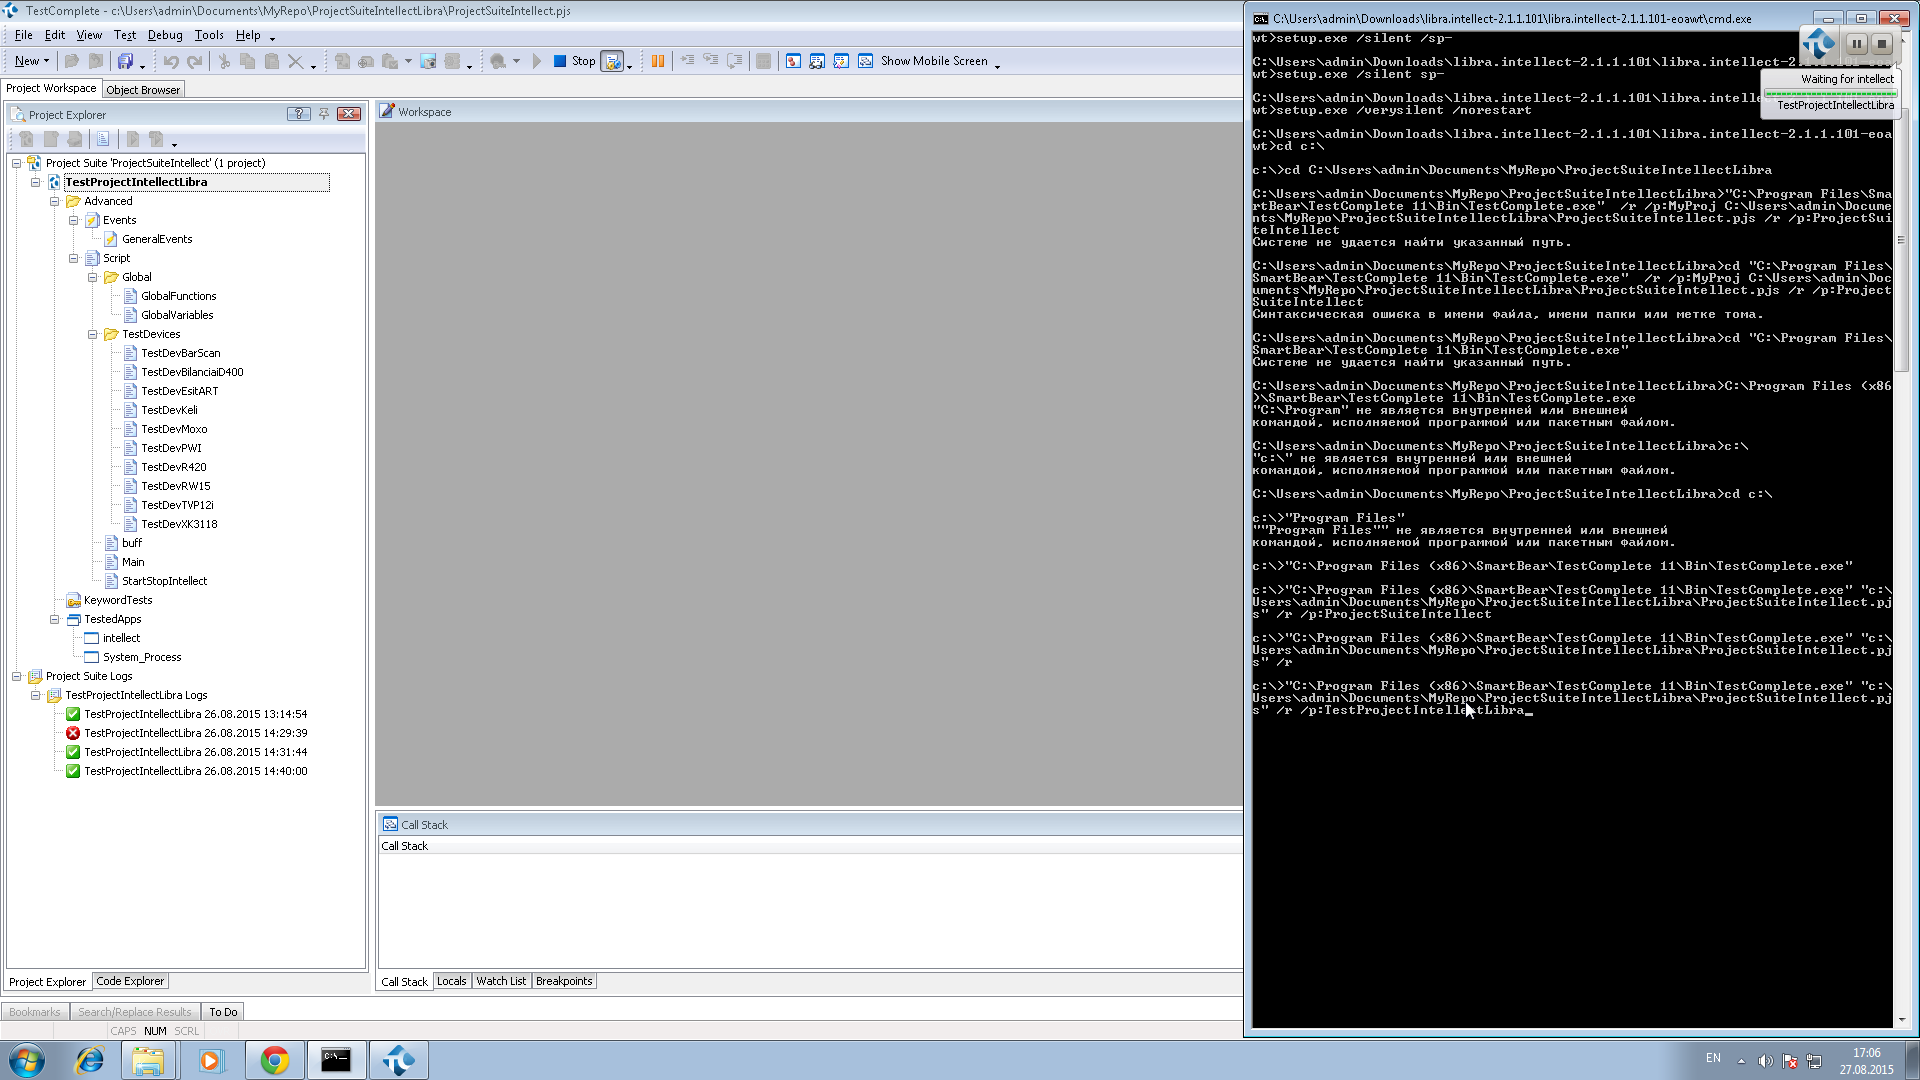 TestComplete - c:\Users\admin\Documents\MyRepo\ProjectSuiteIntellectLibra\ProjectSuiteIntellect.pjs
File Edit View Test Debug Tools Help
New Stop Show Mobile Screen
Project Workspace Object Browser
Project Explorer
Project Suite 'ProjectSuiteIntellect' (1 project)
TestProjectIntellectLibra
Advanced
Events
GeneralEvents
Script
Global
GlobalFunctions
GlobalVariables
TestDevices
TestDevBarScan
TestDevBilanciaiD400
TestDevEsitART
TestDevKeli
TestDevMoxo
TestDevPWI
TestDevR420
TestDevRW15
TestDevTVP12i
TestDevXK3118
buff
Main
StartStopIntellect
KeywordTests
TestedApps
intellect
System_Process
Project Suite Logs
TestProjectIntellectLibra Logs
TestProjectIntellectLibra 26.08.2015 13:14:54
TestProjectIntellectLibra 26.08.2015 14:29:39
TestProjectIntellectLibra 26.08.2015 14:31:44
TestProjectIntellectLibra 26.08.2015 14:40:00
Project Explorer Code Explorer
Workspace
Call Stack
Call Stack
Call Stack Locals Watch List Breakpoints
Bookmarks Search/Replace Results To Do
CAPS NUM SCRL
C:\Users\admin\Downloads\libra.intellect-2.1.1.101\libra.intellect-2.1.1.101-eoawt\cmd.exe
wt>setup.exe /silent /sp-
C:\Users\admin\Downloads\libra.intellect-2.1.1.101\libra.intellect-2.1.1.101-eoa
wt>setup.exe /silent sp-
C:\Users\admin\Downloads\libra.intellect-2.1.1.101\libra.intellect
wt>setup.exe /verysilent /norestart
C:\Users\admin\Downloads\libra.intellect-2.1.1.101\libra.intellect-2.1.1.101-eoa
wt>cd c:\
c:\>cd C:\Users\admin\Documents\MyRepo\ProjectSuiteIntellectLibra
C:\Users\admin\Documents\MyRepo\ProjectSuiteIntellectLibra>"C:\Program Files\Sma
rtBear\TestComplete 11\Bin\TestComplete.exe"  /r /p:MyProj C:\Users\admin\Docume
nts\MyRepo\ProjectSuiteIntellectLibra\ProjectSuiteIntellect.pjs /r /p:ProjectSui
teIntellect
Системе не удается найти указанный путь.
C:\Users\admin\Documents\MyRepo\ProjectSuiteIntellectLibra>cd "C:\Program Files\
SmartBear\TestComplete 11\Bin\TestComplete.exe"  /r /p:MyProj C:\Users\admin\Doc
uments\MyRepo\ProjectSuiteIntellectLibra\ProjectSuiteIntellect.pjs /r /p:Project
SuiteIntellect
Синтаксическая ошибка в имени файла, имени папки или метке тома.
C:\Users\admin\Documents\MyRepo\ProjectSuiteIntellectLibra>cd "C:\Program Files\
SmartBear\TestComplete 11\Bin\TestComplete.exe"
Системе не удается найти указанный путь.
C:\Users\admin\Documents\MyRepo\ProjectSuiteIntellectLibra>C:\Program Files (x86
)\SmartBear\TestComplete 11\Bin\TestComplete.exe
"C:\Program" не является внутренней или внешней
командой, исполняемой программой или пакетным файлом.
C:\Users\admin\Documents\MyRepo\ProjectSuiteIntellectLibra>c:\
"c:\" не является внутренней или внешней
командой, исполняемой программой или пакетным файлом.
C:\Users\admin\Documents\MyRepo\ProjectSuiteIntellectLibra>cd c:\
c:\>"Program Files"
""Program Files"" не является внутренней или внешней
командой, исполняемой программой или пакетным файлом.
c:\>"C:\Program Files (x86)\SmartBear\TestComplete 11\Bin\TestComplete.exe"
c:\>"C:\Program Files (x86)\SmartBear\TestComplete 11\Bin\TestComplete.exe" "c:\
Users\admin\Documents\MyRepo\ProjectSuiteIntellectLibra\ProjectSuiteIntellect.pj
s" /r /p:ProjectSuiteIntellect
c:\>"C:\Program Files (x86)\SmartBear\TestComplete 11\Bin\TestComplete.exe" "c:\
Users\admin\Documents\MyRepo\ProjectSuiteIntellectLibra\ProjectSuiteIntellect.pj
s" /r
c:\>"C:\Program Files (x86)\SmartBear\TestComplete 11\Bin\TestComplete.exe" "c:\
Users\admin\Documents\MyRepo\ProjectSuiteIntellectLibra\ProjectSuiteIntellect.pj
s" /r /p:TestProjectIntellectLibra_
Waiting for intellect
TestProjectIntellectLibra
EN
17:06
27.08.2015